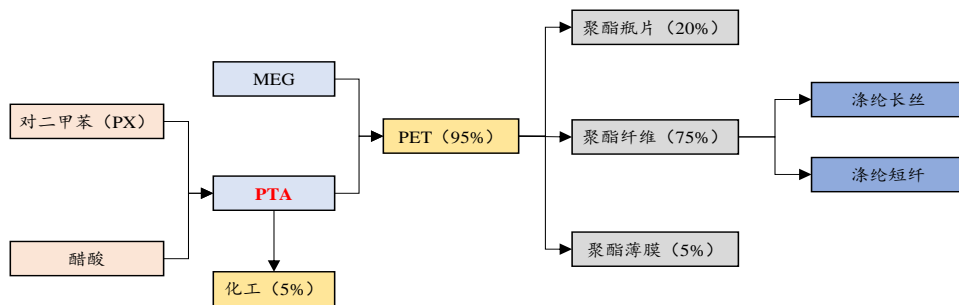 聚酯瓶片（20%）
MEG
涤纶长丝
对二甲苯（PX）
PET（95%）
聚酯纤维（75%）
PTA
涤纶短纤
醋酸
聚酯薄膜（5%）
化工（5%）